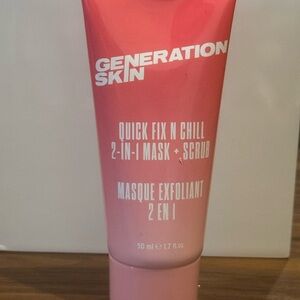 GENERATION
SKIN
QUICK FIX N CHILL
2-IN-1 MASK + SCRUB
MASQUE EXFOLIANT
2 EN 1
50 ml e 1.7 fl.oz